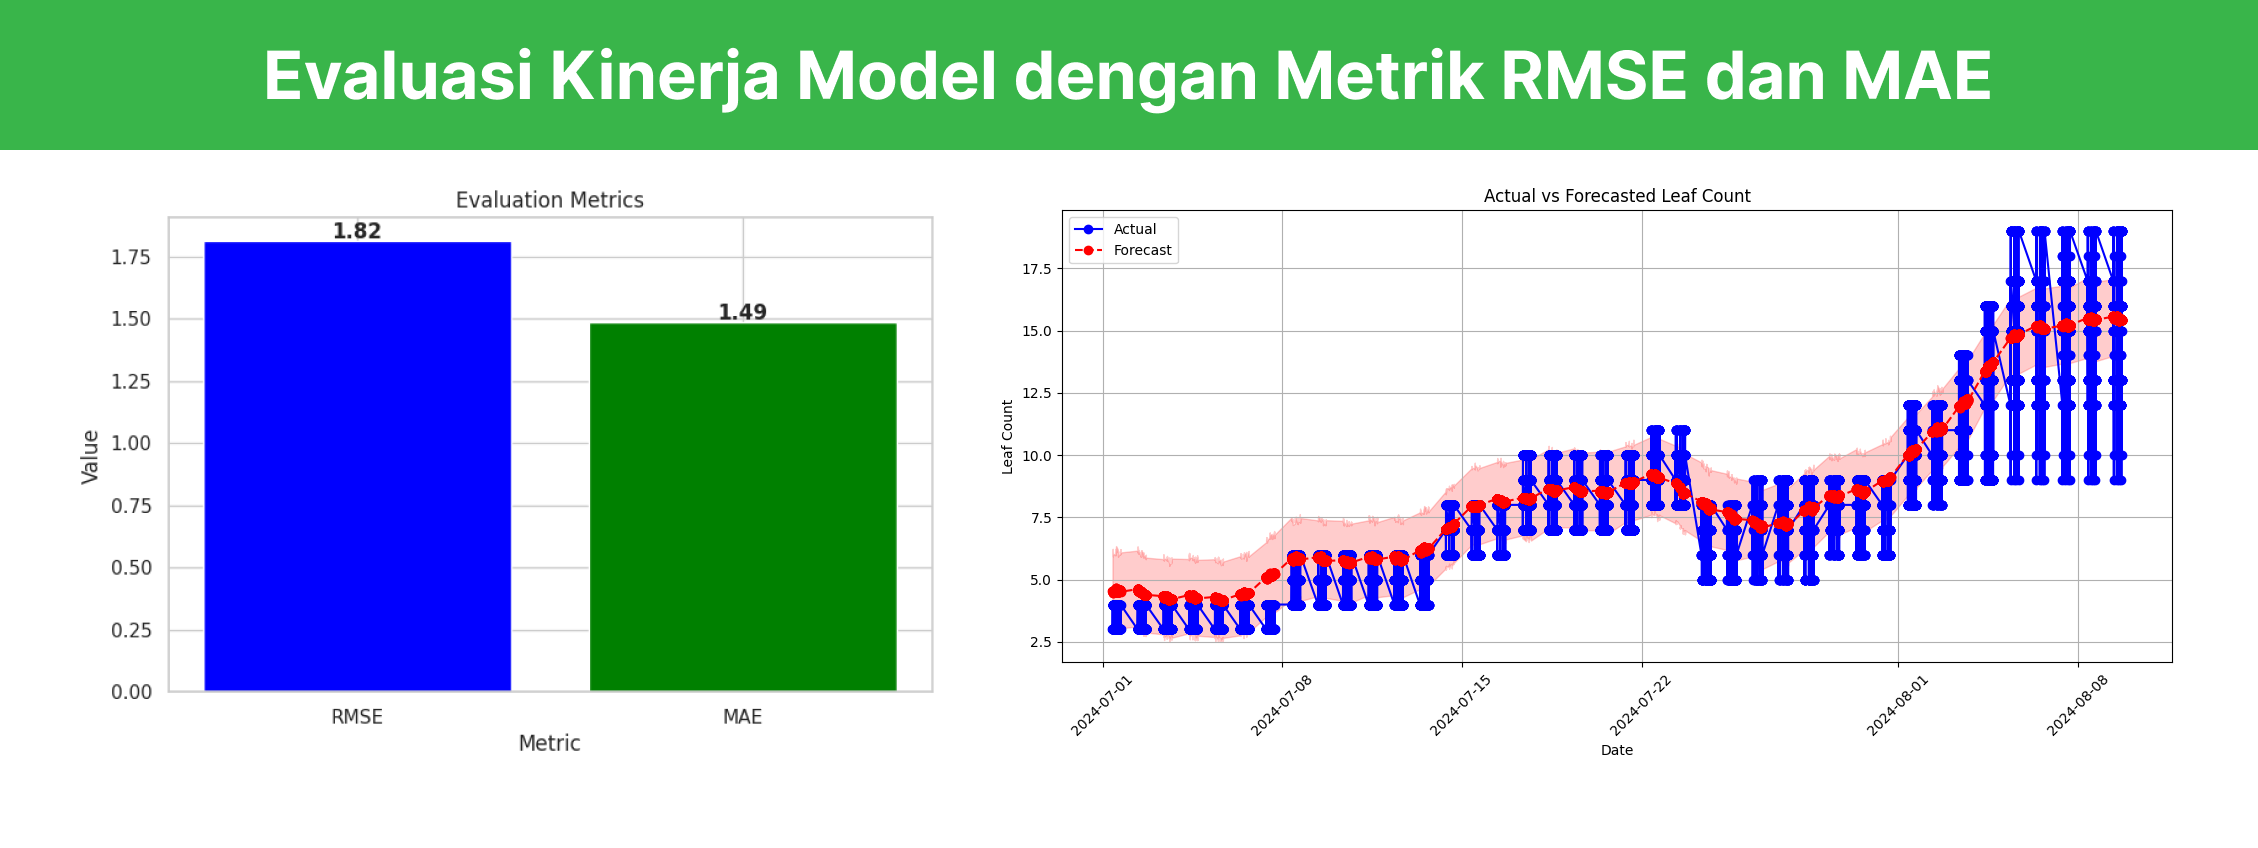 Evaluasi Kinerja Model dengan Metrik RMSE dan MAE
Evaluation Metrics
1.82
1.49
1.75
1.50
1.25
1.00
0.75
0.50
0.25
0.00
Value
RMSE
MAE
Metric
Actual vs Forecasted Leaf Count
Actual
Forecast
17.5
15.0
12.5
10.0
7.5
5.0
2.5
Leaf Count
2024-07-01
2024-07-08
2024-07-15
2024-07-22
2024-08-01
2024-08-08
Date